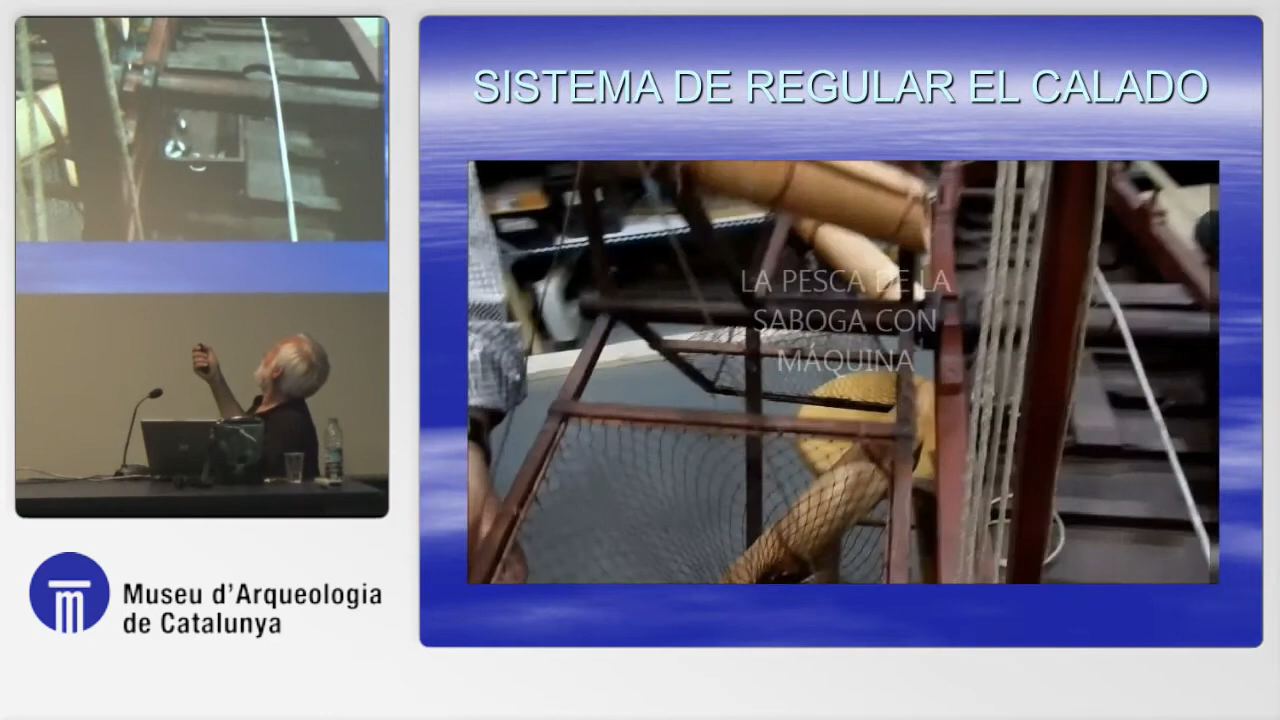 SISTEMA DE REGULAR EL CALADO
LA PESCA DE LA
SABOGA CON
MÁQUINA
Museu d'Arqueologia
de Catalunya